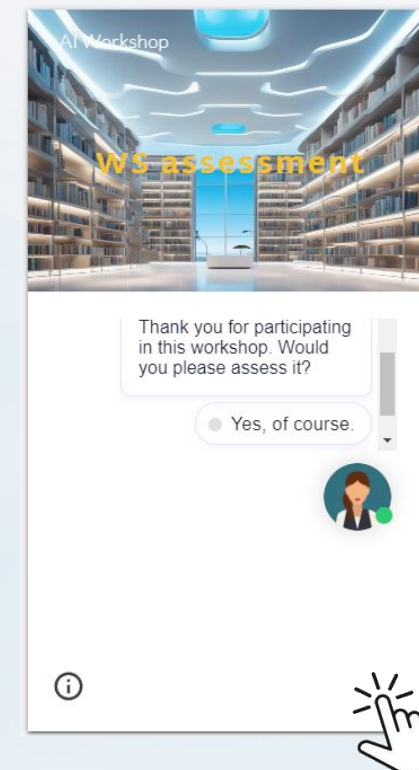 AI Workshop
WS assessment
Thank you for participating
in this workshop. Would
you please assess it?
Yes, of course.